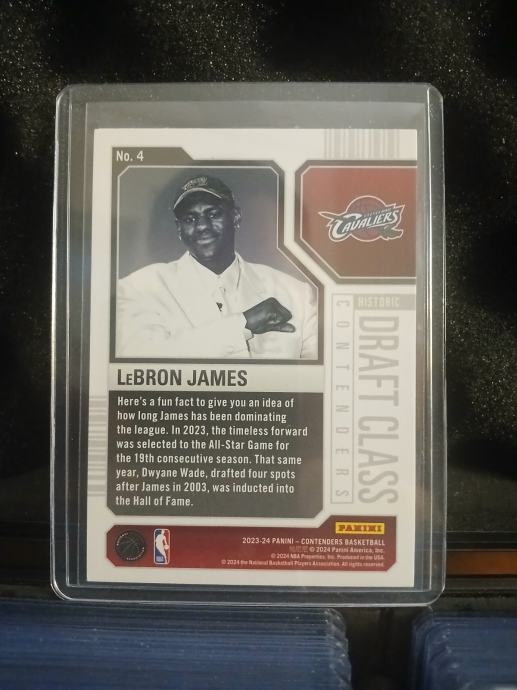 No. 4
CLEVELAND
CAVALIERS
HISTORIC
DRAFT CLASS
CONTENDERS
LeBRON JAMES
Here's a fun fact to give you an idea of
how long James has been dominating
the league. In 2023, the timeless forward
was selected to the All-Star Game for
the 19th consecutive season. That same
year, Dwyane Wade, drafted four spots
after James in 2003, was inducted into
the Hall of Fame.
PANINI
NBA
2023-24 PANINI – CONTENDERS BASKETBALL
© 2024 Panini America, Inc.
© 2024 NBA Properties, Inc. Produced in the USA.
© 2024 the National Basketball Players Association. All rights reserved.